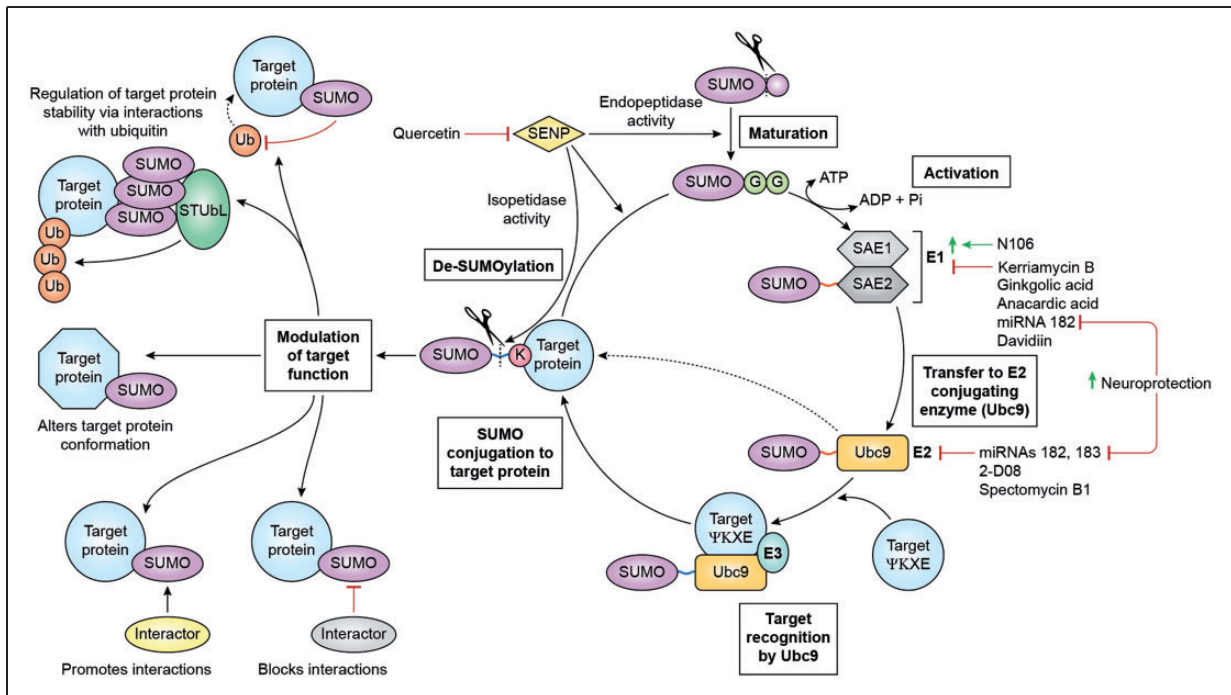 Target
protein
SUMO
Ub
Regulation of target protein
stability via interactions
with ubiquitin
Target
protein
SUMO
SUMO
SUMO
STUbL
Ub
Ub
Ub
Quercetin
SENP
Endopeptidase
activity
Isopeptidase
activity
De-SUMOylation
SUMO
Maturation
SUMO
G
G
ATP
ADP + Pi
Activation
SAE1
SAE2
E1
SUMO
N106
Kerriamycin B
Ginkgolic acid
Anacardic acid
miRNA 182
Davidiin
Neuroprotection
Transfer to E2
conjugating
enzyme (Ubc9)
SUMO
Ubc9
E2
miRNAs 182, 183
2-D08
Spectomycin B1
Target
ΨKXE
Target
ΨKXE
E3
Ubc9
SUMO
Target
recognition
by Ubc9
SUMO
K
Target
protein
SUMO
conjugation to
target protein
Modulation
of target
function
Target
protein
SUMO
Alters target protein
conformation
Target
protein
SUMO
Interactor
Promotes interactions
Target
protein
SUMO
Interactor
Blocks interactions